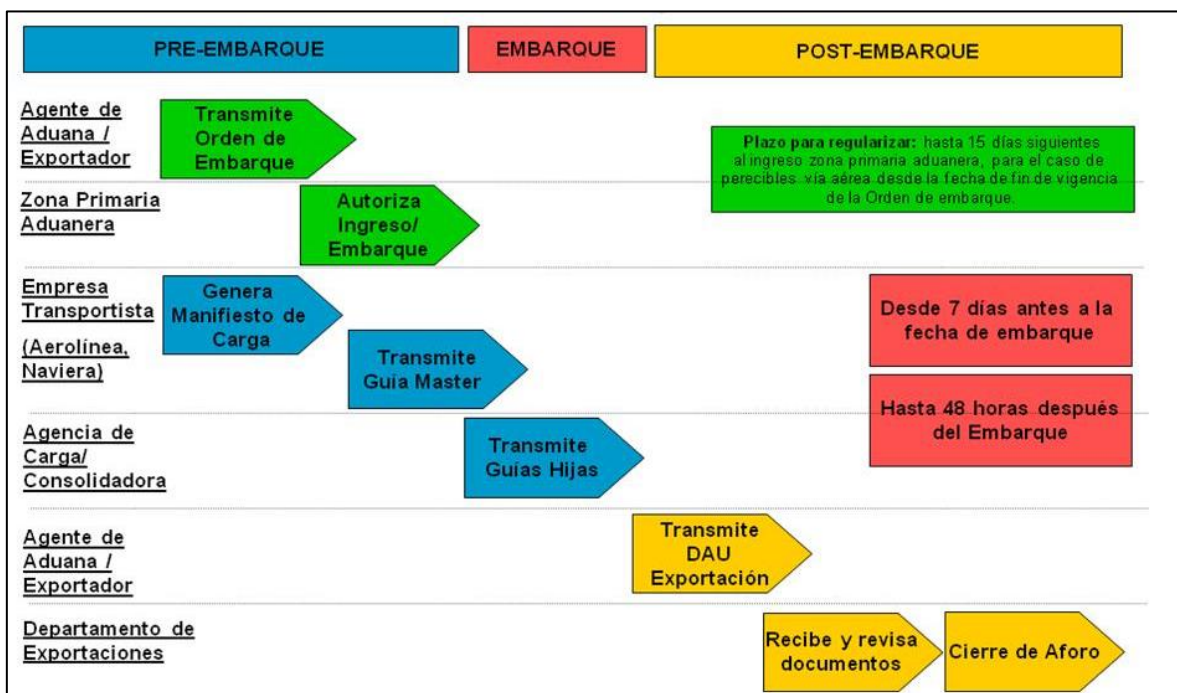 PRE-EMBARQUE
EMBARQUE
POST-EMBARQUE
Agente de
Aduana /
Exportador
Transmite
Orden de
Embarque
Plazo para regularizar: hasta 15 días siguientes
al ingreso zona primaria aduanera, para el caso de
perecibles vía aérea desde la fecha de fin de vigencia
de la Orden de embarque.
Zona Primaria
Aduanera
Autoriza
Ingreso/
Embarque
Empresa
Transportista
(Aerolínea,
Naviera)
Genera
Manifiesto de
Carga
Transmite
Guía Master
Desde 7 días antes a la
fecha de embarque
Hasta 48 horas después
del Embarque
Agencia de
Carga/
Consolidadora
Transmite
Guías Hijas
Agente de
Aduana /
Exportador
Transmite
DAU
Exportación
Departamento de
Exportaciones
Recibe y revisa
documentos
Cierre de Aforo